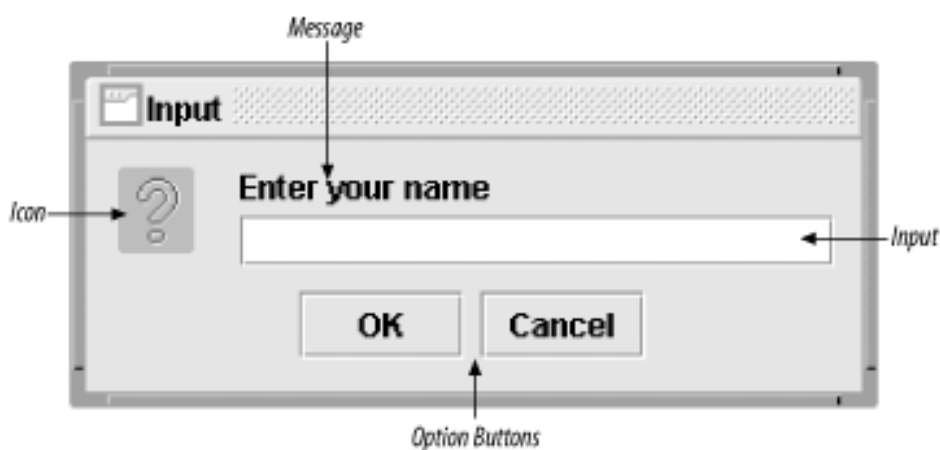 Message
Input
Enter your name
Icon
Input
OK Cancel
Option Buttons